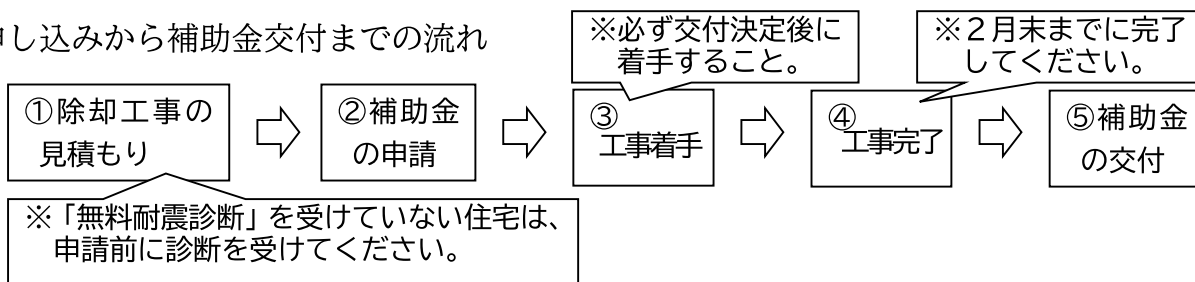 し込みから補助金交付までの流れ
※必ず交付決定後に
着手すること。
※２月末までに完了
してください。
①除却工事の
見積もり
②補助金
の申請
③
工事着手
④
工事完了
⑤補助金
の交付
※「無料耐震診断」を受けていない住宅は、
申請前に診断を受けてください。